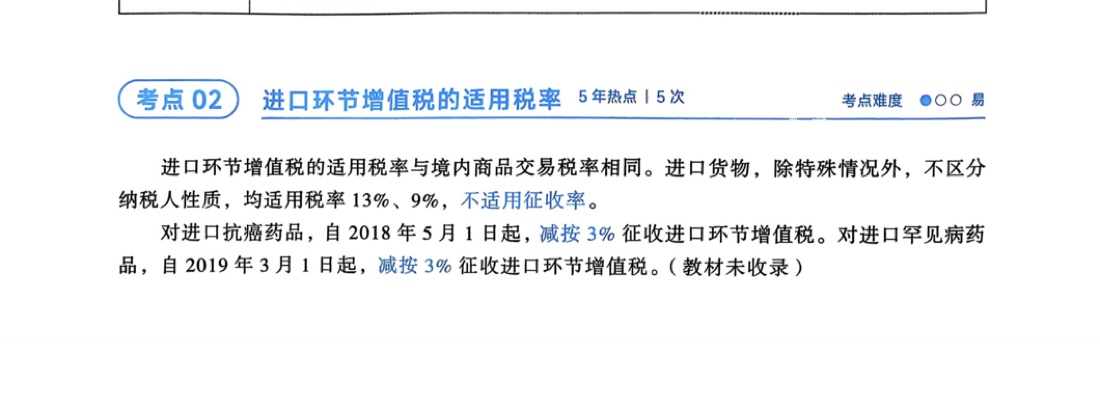 考点 02 进口环节增值税的适用税率 5 年热点 | 5 次 考点难度 易
进口环节增值税的适用税率与境内商品交易税率相同。进口货物，除特殊情况外，不区分
纳税人性质，均适用税率 13%、9%，不适用征收率。
对进口抗癌药品，自 2018 年 5 月 1 日起，减按 3% 征收进口环节增值税。对进口罕见病药
品，自 2019 年 3 月 1 日起，减按 3% 征收进口环节增值税。（教材未收录）